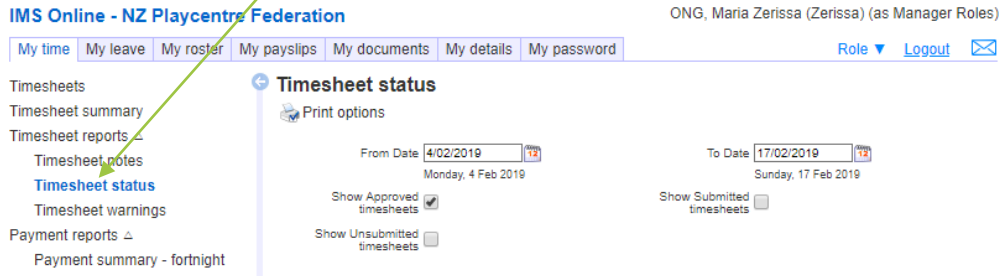 IMS Online - NZ Playcentre Federation
ONG, Maria Zerissa (Zerissa) (as Manager Roles)
My time My leave My roster My payslips My documents My details My password
Role ▼ Logout
Timesheets
Timesheet summary
Timesheet reports △
Timesheet notes
Timesheet status
Timesheet warnings
Payment reports △
Payment summary - fortnight
Timesheet status
Print options
From Date 4/02/2019 12
Monday, 4 Feb 2019
To Date 17/02/2019 12
Sunday, 17 Feb 2019
Show Approved
timesheets
Show Submitted
timesheets
Show Unsubmitted
timesheets